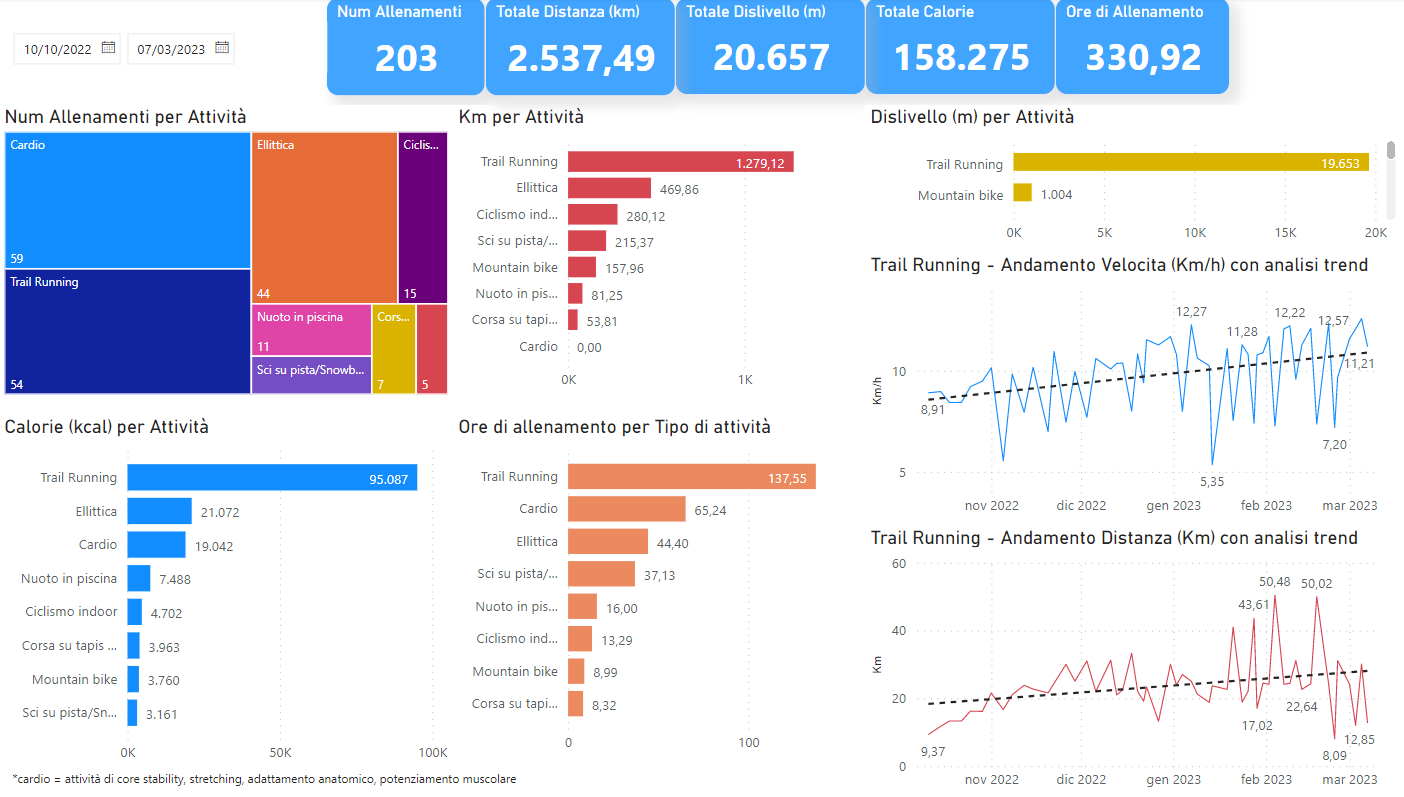 10/10/2022
07/03/2023
Num Allenamenti
203
Totale Distanza (km)
2.537,49
Totale Dislivello (m)
20.657
Totale Calorie
158.275
Ore di Allenamento
330,92
Num Allenamenti per Attività
Cardio
59
Trail Running
54
Ellittica
44
Ciclis...
15
Nuoto in piscina
11
Sci su pista/Snowb...
Cors...
7
5
Km per Attività
Trail Running
1.279,12
Ellittica
469,86
Ciclismo ind...
280,12
Sci su pista/...
215,37
Mountain bike
157,96
Nuoto in pis...
81,25
Corsa su tapi...
53,81
Cardio
0,00
0K
1K
Dislivello (m) per Attività
Trail Running
19.653
Mountain bike
1.004
0K
5K
10K
15K
20K
Trail Running - Andamento Velocita (Km/h) con analisi trend
Km/h
10
5
8,91
12,27
11,28
12,22
12,57
11,21
7,20
5,35
nov 2022
dic 2022
gen 2023
feb 2023
mar 2023
Calorie (kcal) per Attività
Trail Running
95.087
Ellittica
21.072
Cardio
19.042
Nuoto in piscina
7.488
Ciclismo indoor
4.702
Corsa su tapis ...
3.963
Mountain bike
3.760
Sci su pista/Sn...
3.161
0K
50K
100K
Ore di allenamento per Tipo di attività
Trail Running
137,55
Cardio
65,24
Ellittica
44,40
Sci su pista/...
37,13
Nuoto in pis...
16,00
Ciclismo ind...
13,29
Mountain bike
8,99
Corsa su tapi...
8,32
0
100
Trail Running - Andamento Distanza (Km) con analisi trend
Km
60
40
20
0
9,37
43,61
50,48
50,02
17,02
22,64
12,85
8,09
nov 2022
dic 2022
gen 2023
feb 2023
mar 2023
*cardio = attività di core stability, stretching, adattamento anatomico, potenziamento muscolare